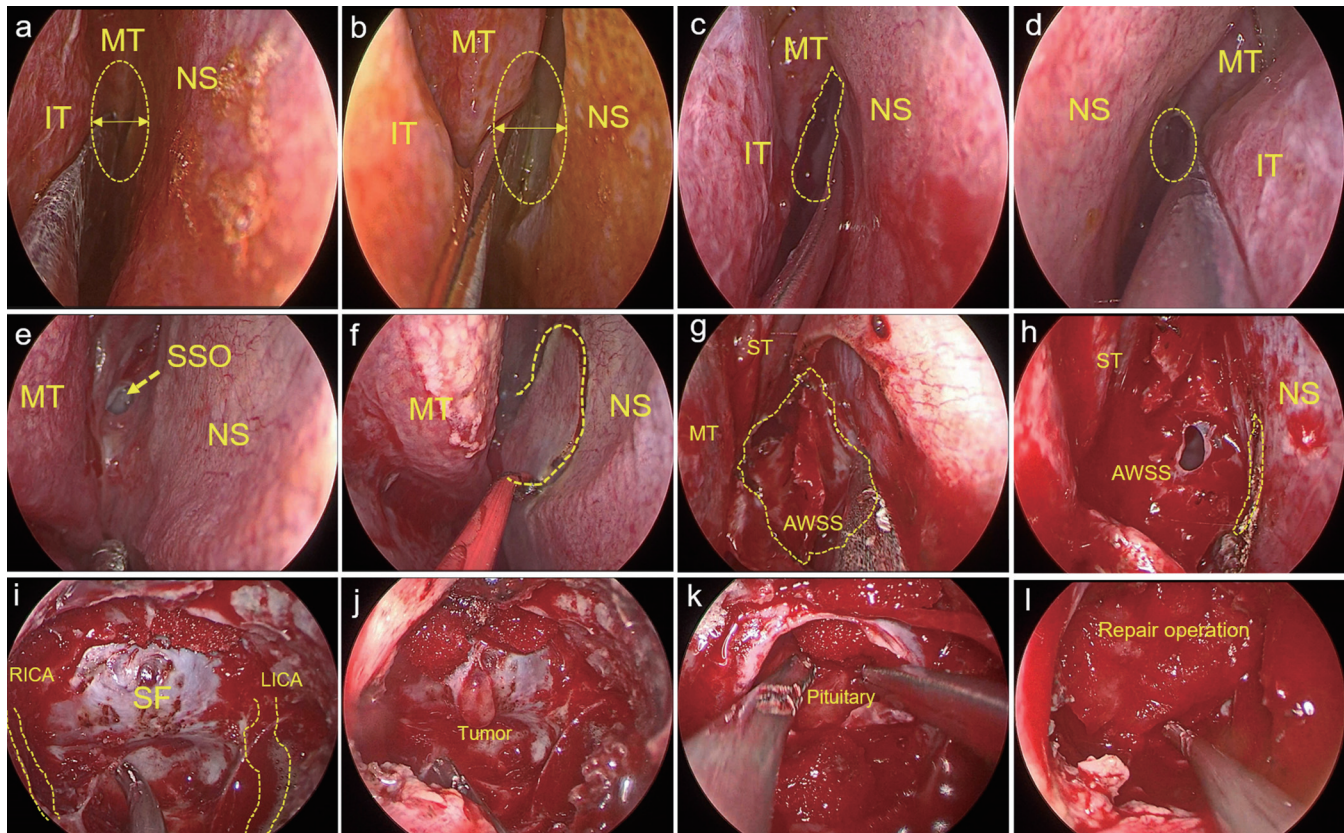 a
MT
NS
IT
b
MT
IT
NS
c
MT
NS
IT
d
MT
NS
IT
e
SSO
MT
NS
f
MT
NS
g
ST
MT
AWSS
h
ST
NS
AWSS
i
RICA
LICA
SF
j
Tumor
k
Pituitary
l
Repair operation